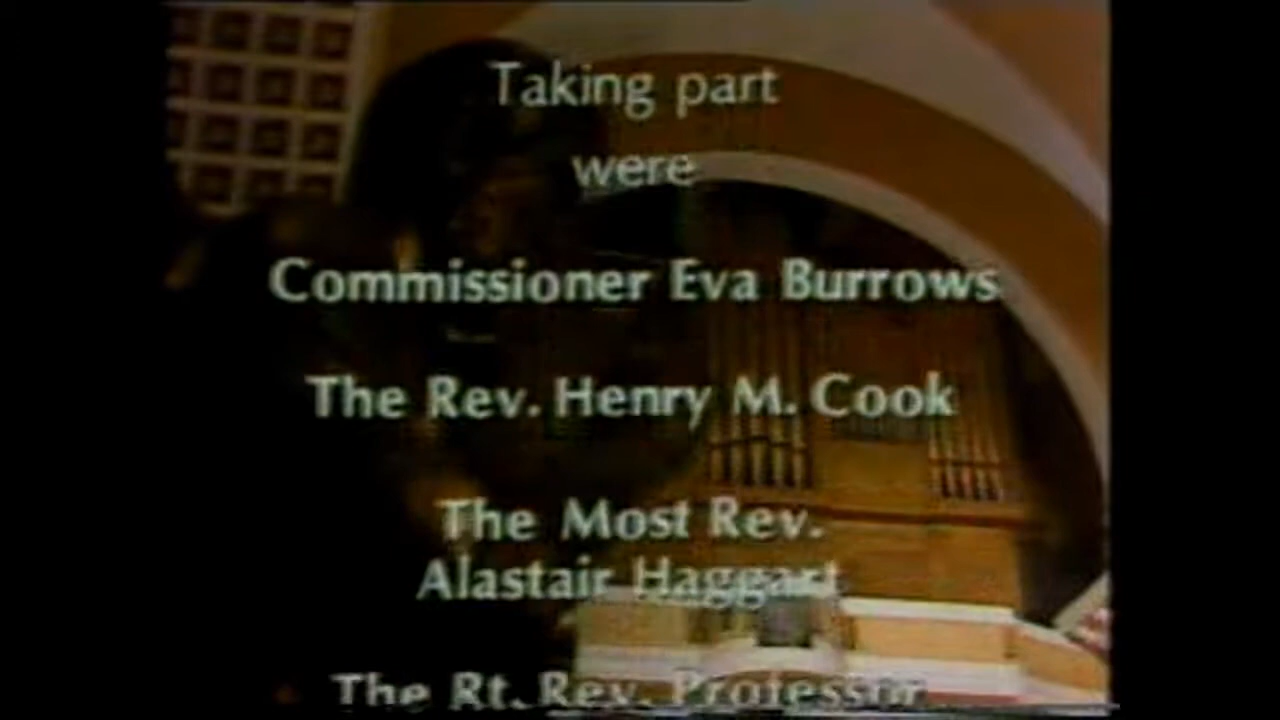 Taking part
were
Commissioner Eva Burrows
The Rev. Henry M. Cook
The Most Rev.
Alastair Haggart
The Rt. Rev. Professor